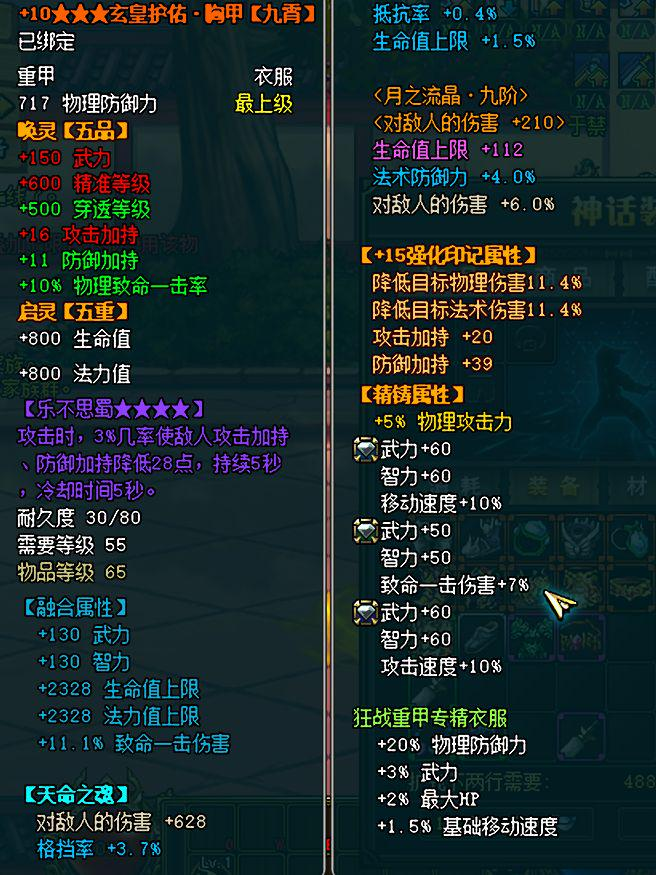 +10★★★玄皇护佑·胸甲【九霄】
已绑定
重甲 衣服
717 物理防御力 最上级
唤灵【五品】
+150 武力
+600 精准等级
+500 穿透等级
+16 攻击加持
+11 防御加持
+10% 物理致命一击率
启灵【五重】
+800 生命值
+800 法力值
【乐不思蜀★★★★】
攻击时，3%几率使敌人攻击加持
、防御加持降低28点，持续5秒
，冷却时间5秒。
耐久度 30/80
需要等级 55
物品等级 65
【融合属性】
+130 武力
+130 智力
+2328 生命值上限
+2328 法力值上限
+11.1% 致命一击伤害
【天命之魂】
对敌人的伤害 +628
格挡率 +3.7%
抵抗率 +0.4%
生命值上限 +1.5%
〈月之流晶·九阶〉
〈对敌人的伤害 +210〉
生命值上限 +112
法术防御力 +4.0%
对敌人的伤害 +6.0%
【+15强化印记属性】
降低目标物理伤害11.4%
降低目标法术伤害11.4%
攻击加持 +20
防御加持 +39
【精铸属性】
+5% 物理攻击力
武力+60
智力+60
移动速度+10%
武力+50
智力+50
致命一击伤害+7%
武力+60
智力+60
攻击速度+10%
狂战重甲专精衣服
+20% 物理防御力
+3% 武力
+2% 最大HP
+1.5% 基础移动速度
N/A N/A
N/A N/A
于禁
神话装
装备
材
两行需要：
488
Lv.1